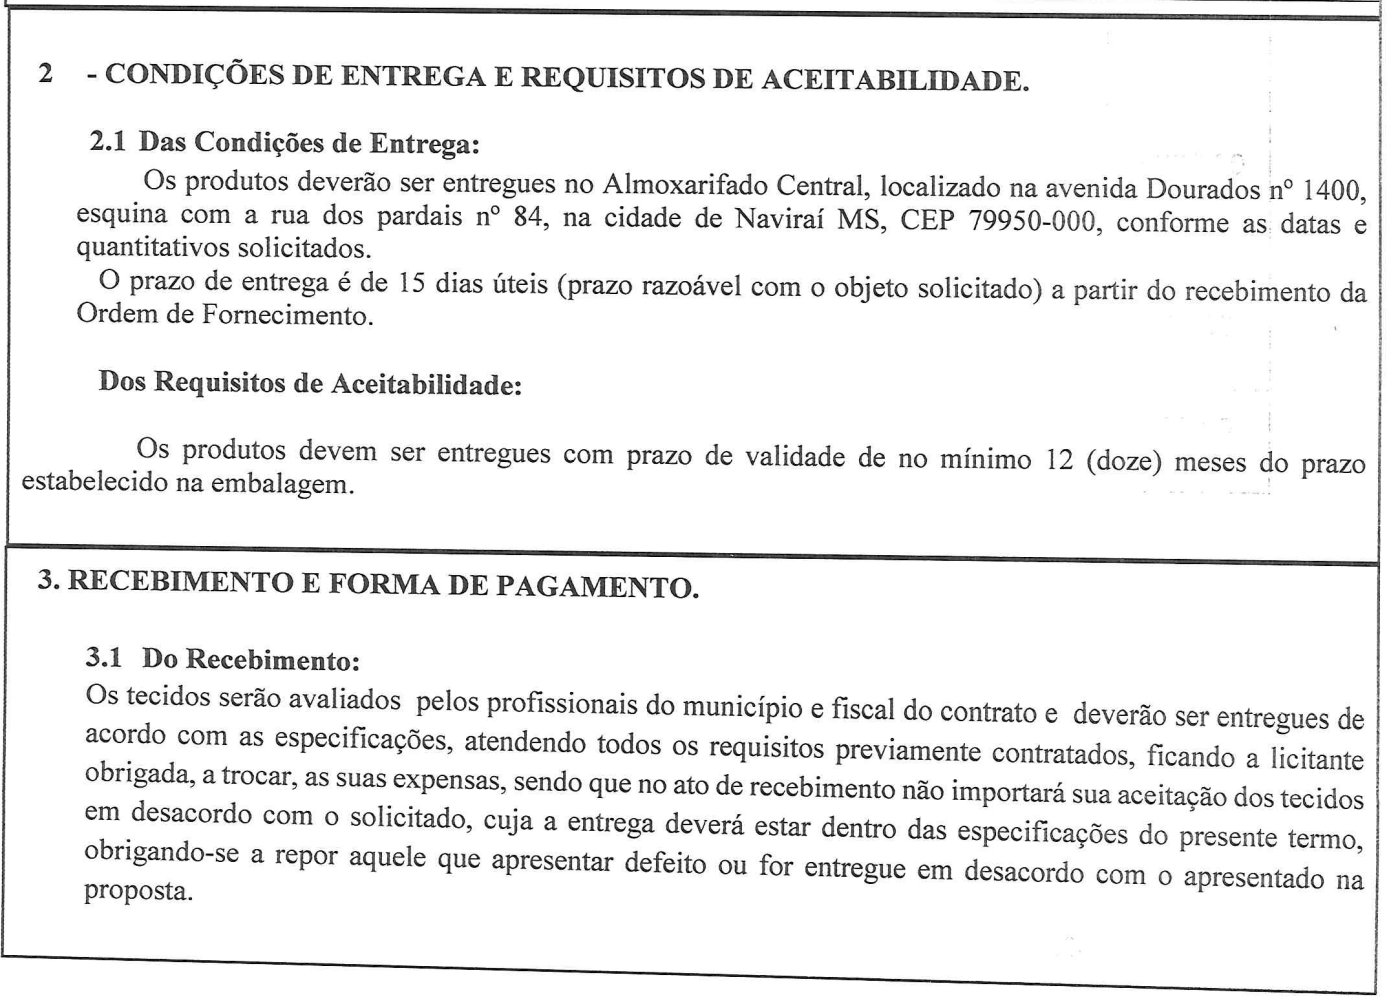 2 - CONDIÇÕES DE ENTREGA E REQUISITOS DE ACEITABILIDADE.
2.1 Das Condições de Entrega:
Os produtos deverão ser entregues no Almoxarifado Central, localizado na avenida Dourados nº 1400,
esquina com a rua dos pardais nº 84, na cidade de Naviraí MS, CEP 79950-000, conforme as datas e
quantitativos solicitados.
O prazo de entrega é de 15 dias úteis (prazo razoável com o objeto solicitado) a partir do recebimento da
Ordem de Fornecimento.
Dos Requisitos de Aceitabilidade:
Os produtos devem ser entregues com prazo de validade de no mínimo 12 (doze) meses do prazo
estabelecido na embalagem.
3. RECEBIMENTO E FORMA DE PAGAMENTO.
3.1 Do Recebimento:
Os tecidos serão avaliados pelos profissionais do município e fiscal do contrato e deverão ser entregues de
acordo com as especificações, atendendo todos os requisitos previamente contratados, ficando a licitante
obrigada, a trocar, as suas expensas, sendo que no ato de recebimento não importará sua aceitação dos tecidos
em desacordo com o solicitado, cuja a entrega deverá estar dentro das especificações do presente termo,
obrigando-se a repor aquele que apresentar defeito ou for entregue em desacordo com o apresentado na
proposta.